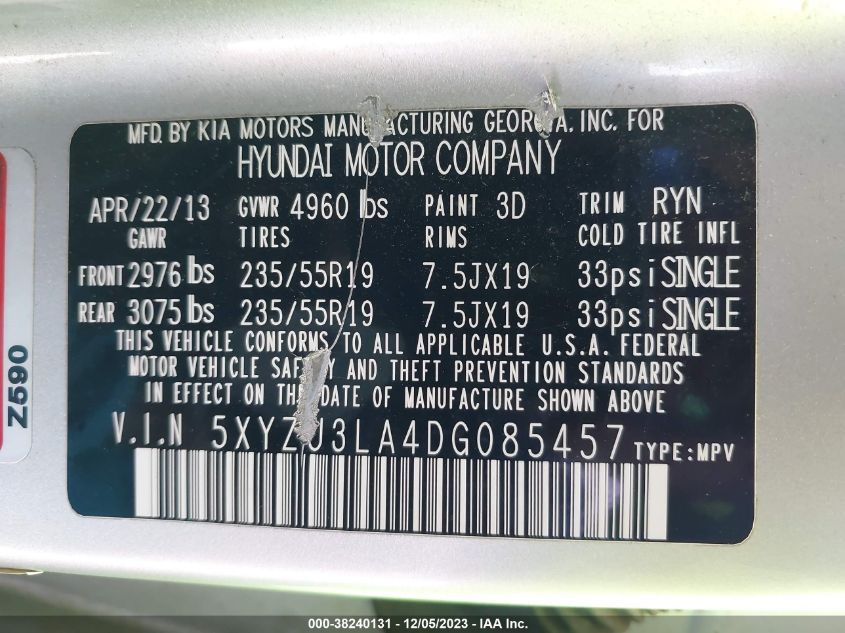 MFD. BY KIA MOTORS MANUFACTURING GEORGIA, INC. FOR
HYUNDAI MOTOR COMPANY
APR/22/13 GVWR 4960 lbs PAINT 3D TRIM RYN
GAWR TIRES RIMS COLD TIRE INFL
FRONT 2976 lbs 235/55R19 7.5JX19 33psi SINGLE
REAR 3075 lbs 235/55R19 7.5JX19 33psi SINGLE
THIS VEHICLE CONFORMS TO ALL APPLICABLE U.S.A. FEDERAL
MOTOR VEHICLE SAFETY AND THEFT PREVENTION STANDARDS
IN EFFECT ON THE DATE OF MANUFACTURE SHOWN ABOVE
V.I.N 5XYZU3LA4DG085457 TYPE:MPV
Z590
000-38240131 - 12/05/2023 - IAA Inc.